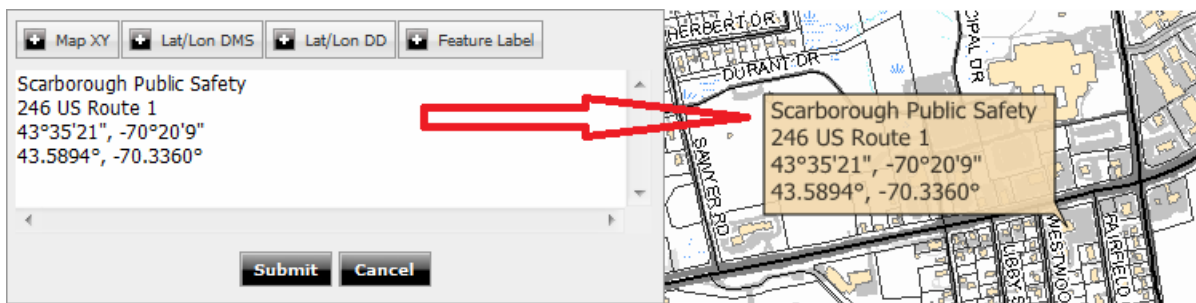 Map XY
Lat/Lon DMS
Lat/Lon DD
Feature Label
Scarborough Public Safety
246 US Route 1
43°35'21", -70°20'9"
43.5894°, -70.3360°
Submit
Cancel
HERBERT DR
DURANT DR
CIPAL DR
Scarborough Public Safety
246 US Route 1
43°35'21", -70°20'9"
43.5894°, -70.3360°
SAWYER RD
LIBBY S
WESTWOO
FAIRFIELD